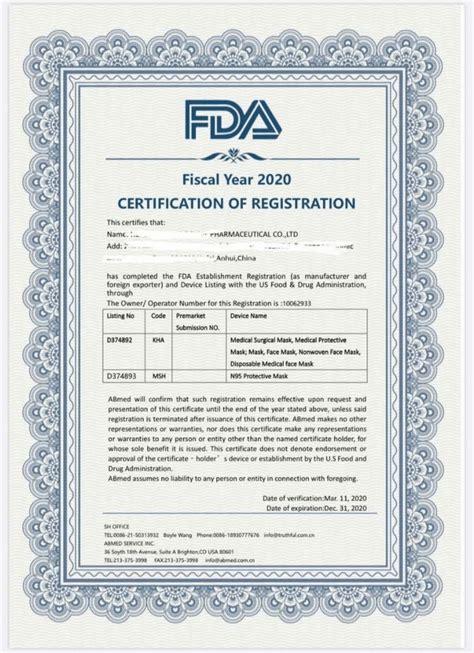 FDA
Fiscal Year 2020
CERTIFICATION OF REGISTRATION
This certifies that:
Name: PHARMACEUTICAL CO.,LTD
Add:
Anhui,China
has completed the FDA Establishment Registration (as manufacturer and
foreign exporter) and Device Listing with the US Food & Drug Administration,
through
The Owner/ Operator Number for this Registration is :10062933
Listing No Code Premarket Submission NO. Device Name
D374892 KHA Medical Surgical Mask, Medical Protective
Mask; Mask, Face Mask, Nonwoven Face Mask,
Disposable Medical face Mask
D374893 MSH N95 Protective Mask
ABmed will confirm that such registration remains effective upon request and
presentation of this certificate until the end of the year stated above, unless said
registration is terminated after issuance of this certificate. ABmed makes no other
representations or warranties, nor does this certificate make any representations
or warranties to any person or entity other than the named certificate holder, for
whose sole benefit it is issued. This certificate does not denote endorsement or
approval of the certificate - holder's device or establishment by the U.S Food and
Drug Administration.
ABmed assumes no liability to any person or entity in connection with foregoing.
Date of verification:Mar. 11, 2020
Date of expiration:Dec. 31, 2020
SH OFFICE
TEL:0086-21-50313932 Boyle Wang Phone:0086-18930777676 info@truthful.com.cn
ABMED SERVICE INC.
36 Soyth 18th Avenue, Suite A Brighton,CO USA 80601
TEL:213-375-3998 FAX:213-375-3998 info@abmed.com.cn